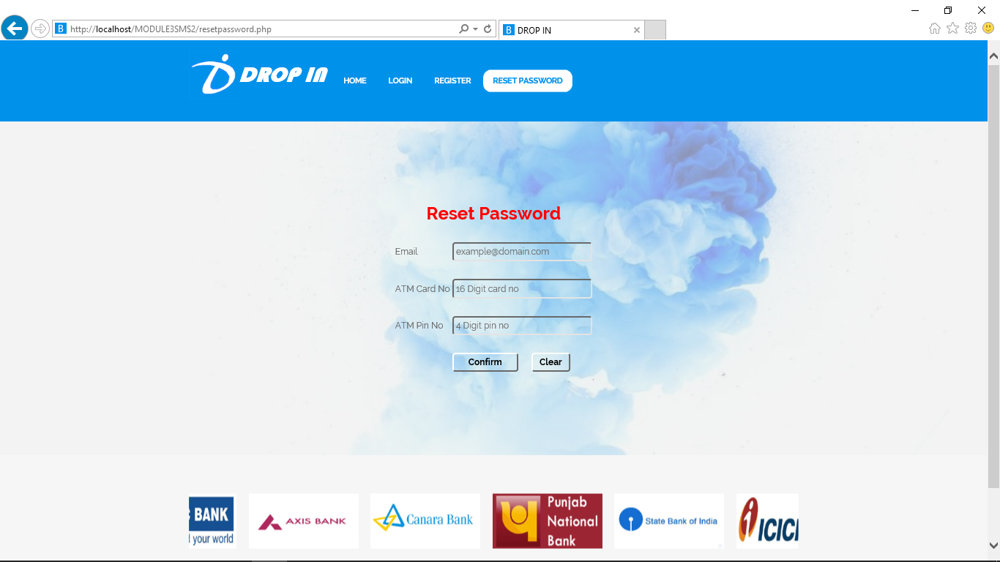 http://localhost/MODULE3SMS2/resetpassword.php
B DROP IN
DROP IN
HOME LOGIN REGISTER RESET PASSWORD
Reset Password
Email example@domain.com
ATM Card No 16 Digit card no
ATM Pin No 4 Digit pin no
Confirm Clear
BANK
your world
AXIS BANK
Canara Bank
Punjab
National
Bank
State Bank of India
ICICI